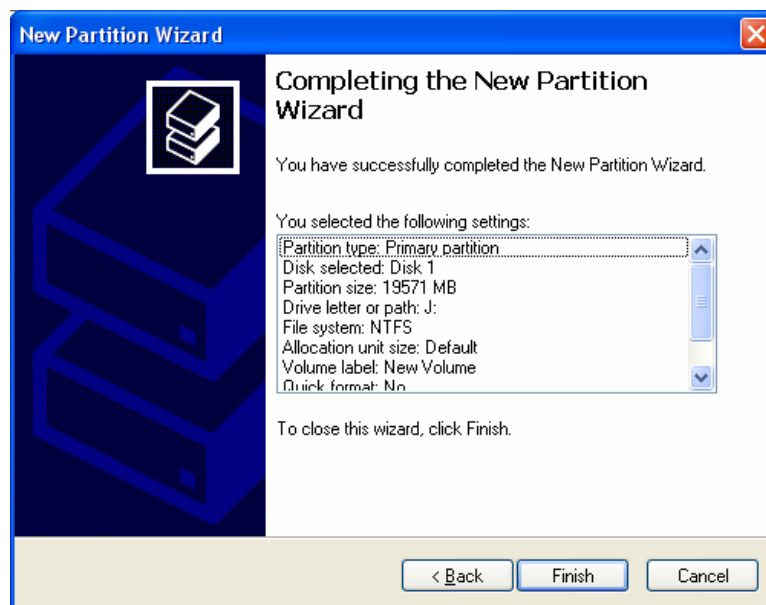 New Partition Wizard
Completing the New Partition
Wizard
You have successfully completed the New Partition Wizard.
You selected the following settings:
Partition type: Primary partition
Disk selected: Disk 1
Partition size: 19571 MB
Drive letter or path: J:
File system: NTFS
Allocation unit size: Default
Volume label: New Volume
Quick format: No
To close this wizard, click Finish.
< Back
Finish
Cancel